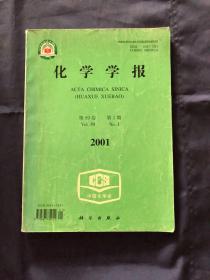 化学学报
ACTA CHIMICA SINICA
(HUAXUE XUEBAO)
第59卷 第1期
Vol. 59 No. 1
2001
中国化学会
科学出版社